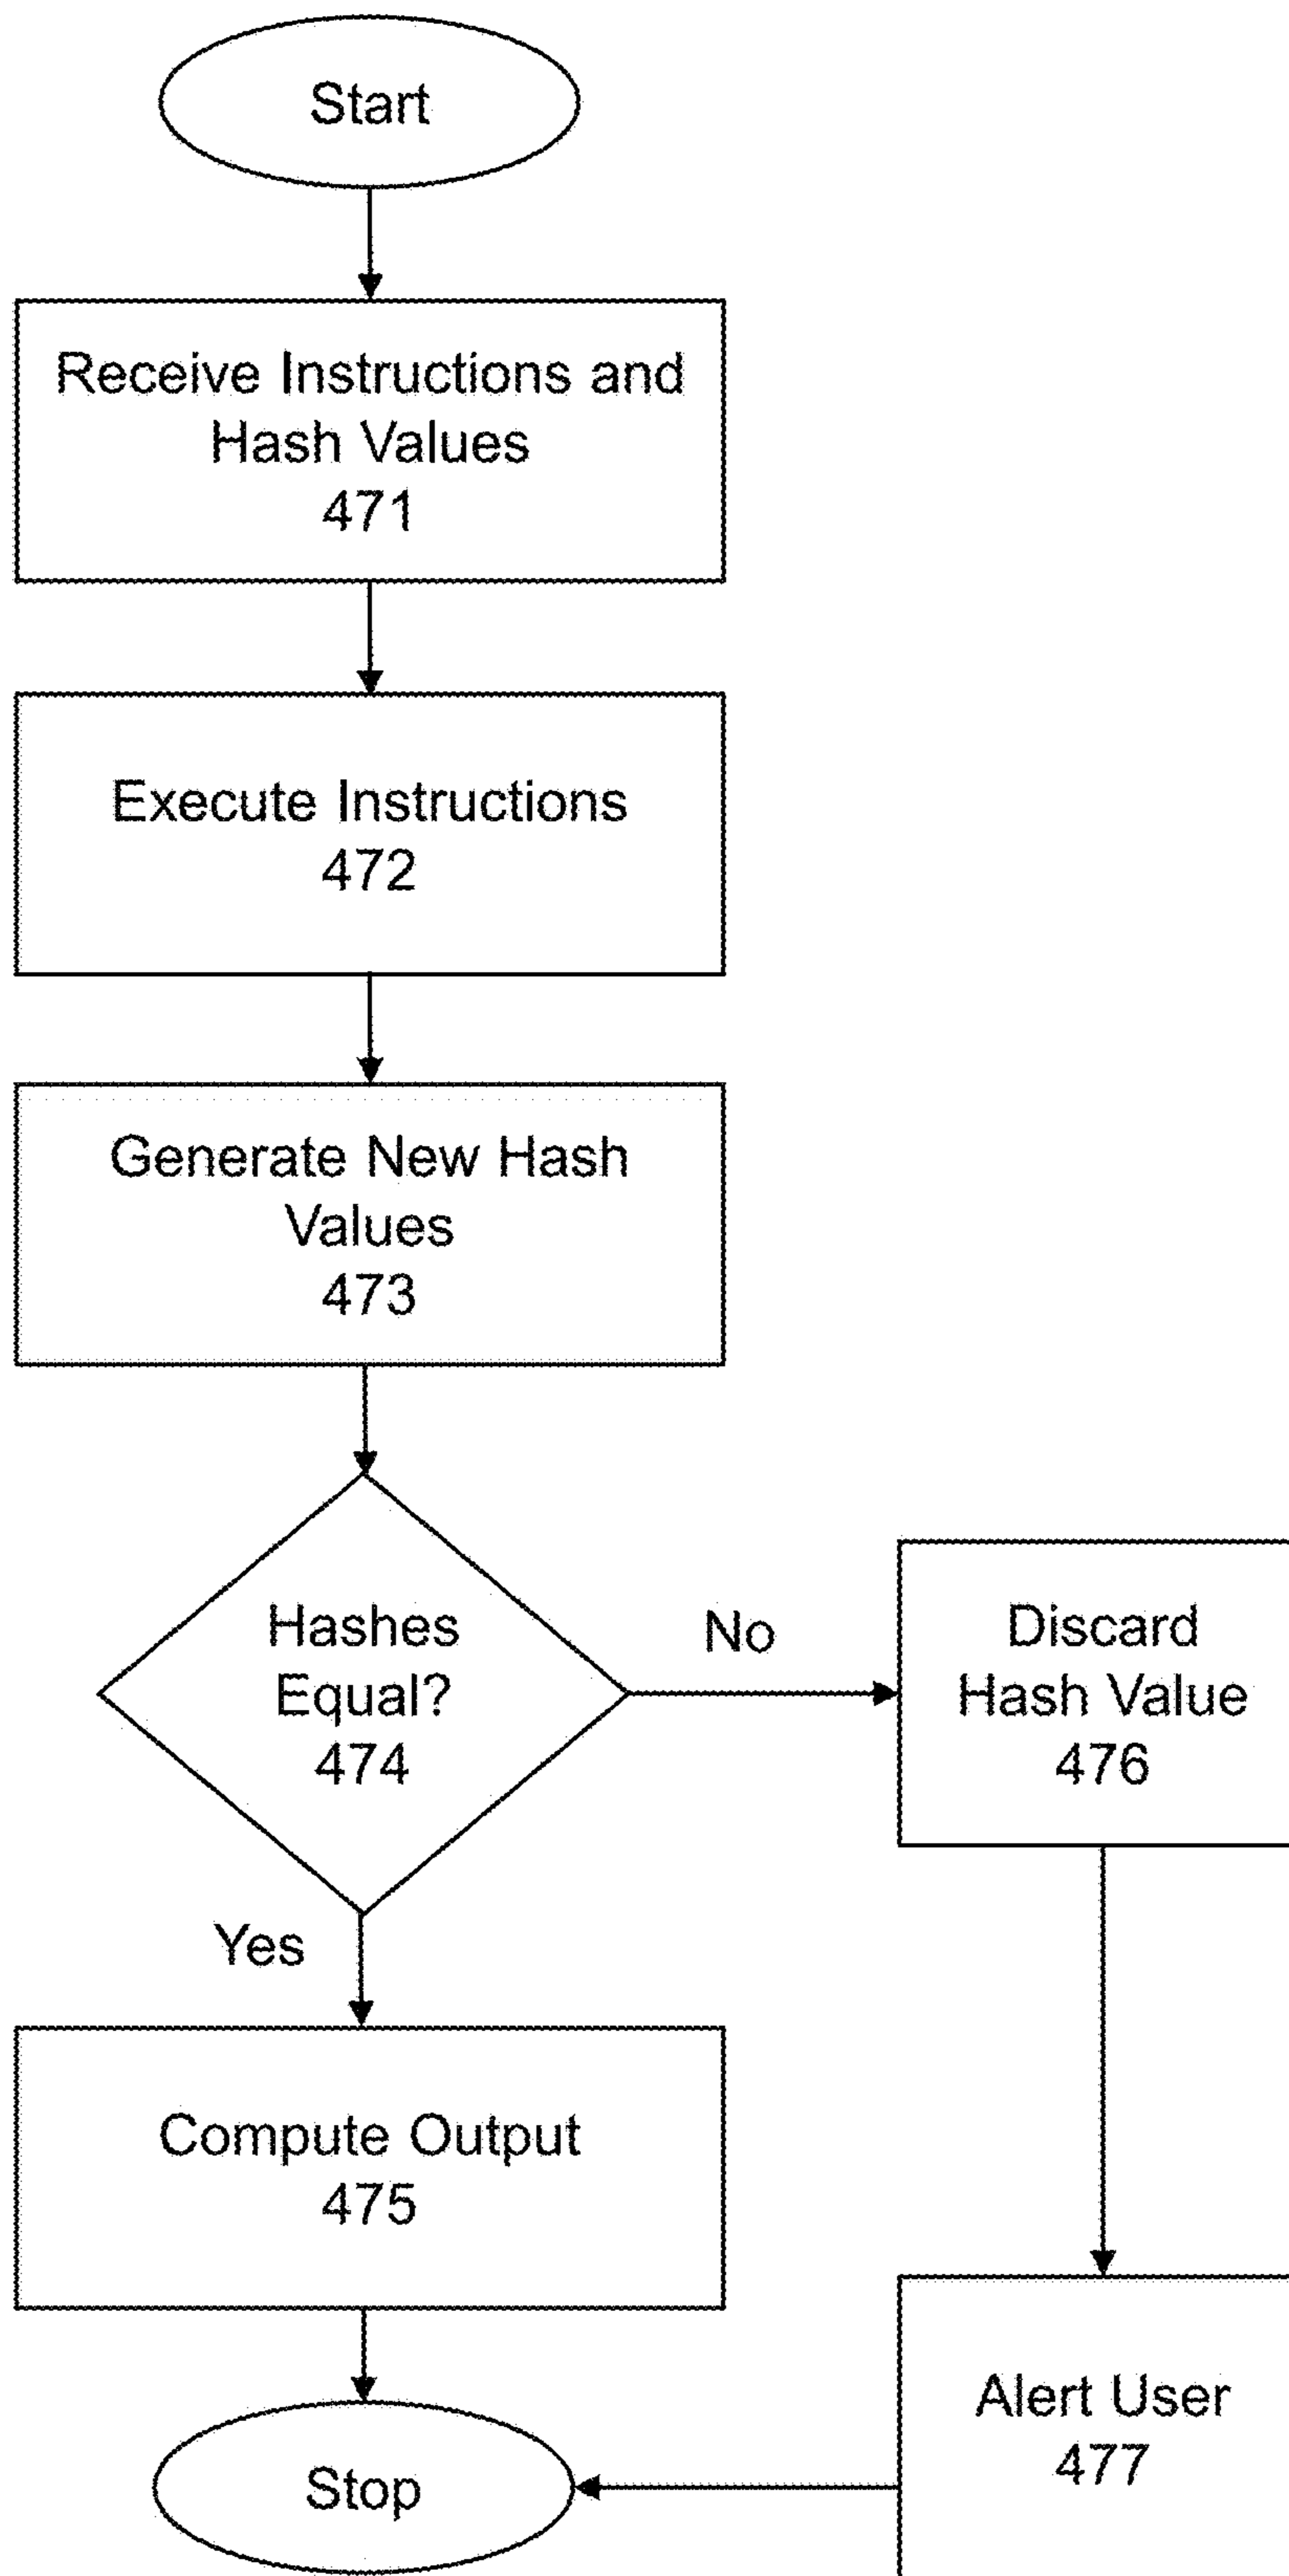 Start
Receive Instructions and
Hash Values
471
Execute Instructions
472
Generate New Hash
Values
473
Hashes
Equal?
474
No
Discard
Hash Value
476
Yes
Compute Output
475
Alert User
477
Stop